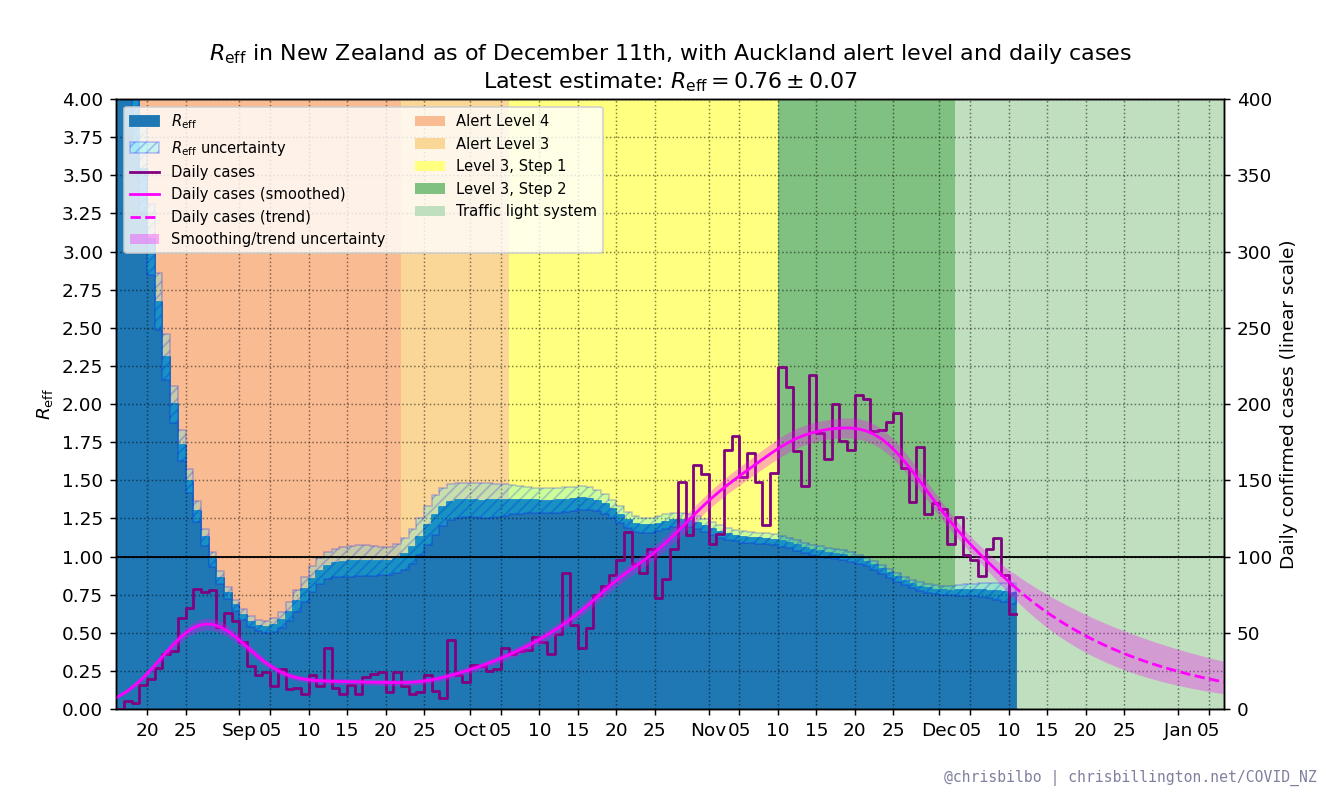 Reff in New Zealand as of December 11th, with Auckland alert level and daily cases
Latest estimate: Reff = 0.76 ± 0.07
Reff
Reff uncertainty
Daily cases
Daily cases (smoothed)
Daily cases (trend)
Smoothing/trend uncertainty
Alert Level 4
Alert Level 3
Level 3, Step 1
Level 3, Step 2
Traffic light system
Reff
4.00
3.75
3.50
3.25
3.00
2.75
2.50
2.25
2.00
1.75
1.50
1.25
1.00
0.75
0.50
0.25
0.00
400
350
300
250
200
150
100
50
0
Daily confirmed cases (linear scale)
20 25 Sep 05 10 15 20 25 Oct 05 10 15 20 25 Nov 05 10 15 20 25 Dec 05 10 15 20 25 Jan 05
@chrisbilbo | chrisbillington.net/COVID_NZ